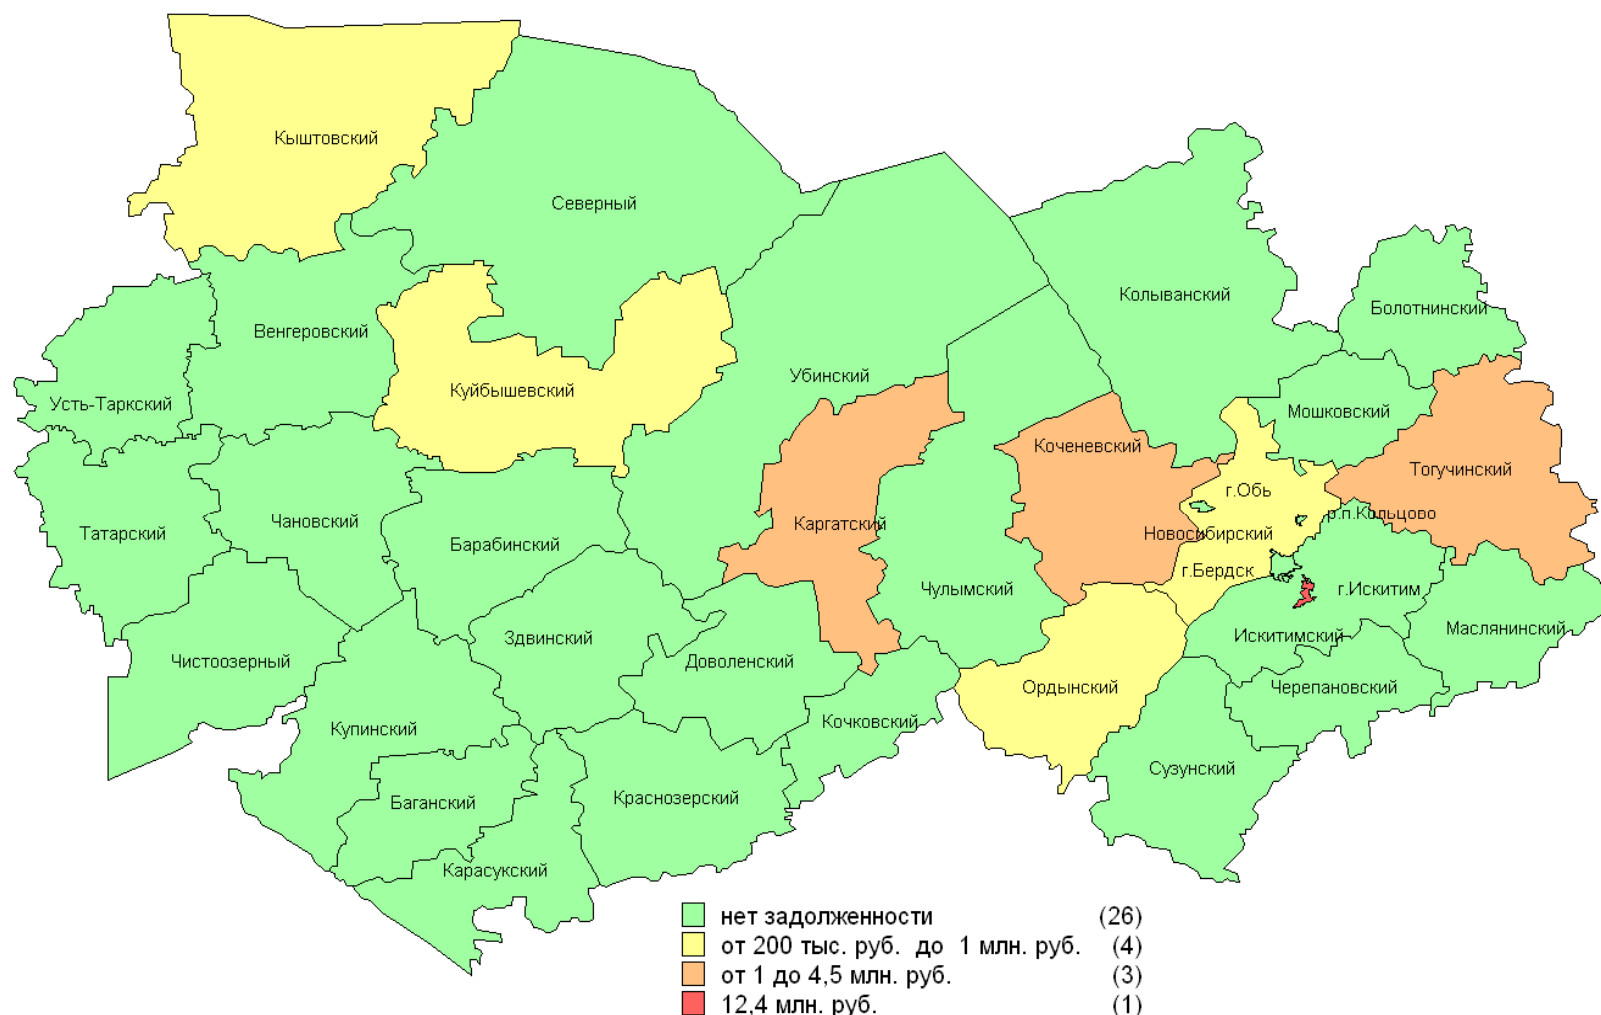 Кыштовский
Северный
Колыванский
Болотнинский
Венгеровский
Убинский
Куйбышевский
Усть-Таркский
Мошковский
Коченевский
Тогучинский
г.Обь
р.п.Кольцово
Татарский
Чановский
Каргатский
Новосибирский
Барабинский
г.Бердск
Чулымский
г.Искитим
Здвинский
Искитимский
Маслянинский
Чистоозерный
Доволенский
Ордынский
Черепановский
Купинский
Кочковский
Сузунский
Баганский
Краснозерский
Карасукский
нет задолженности (26)
от 200 тыс. руб. до 1 млн. руб. (4)
от 1 до 4,5 млн. руб. (3)
12,4 млн. руб. (1)